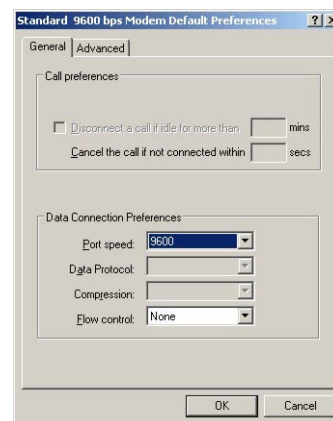 Standard 9600 bps Modem Default Preferences
General Advanced
Call preferences
Disconnect a call if idle for more than mins
Cancel the call if not connected within secs
Data Connection Preferences
Port speed: 9600
Data Protocol:
Compression:
Flow control: None
OK Cancel